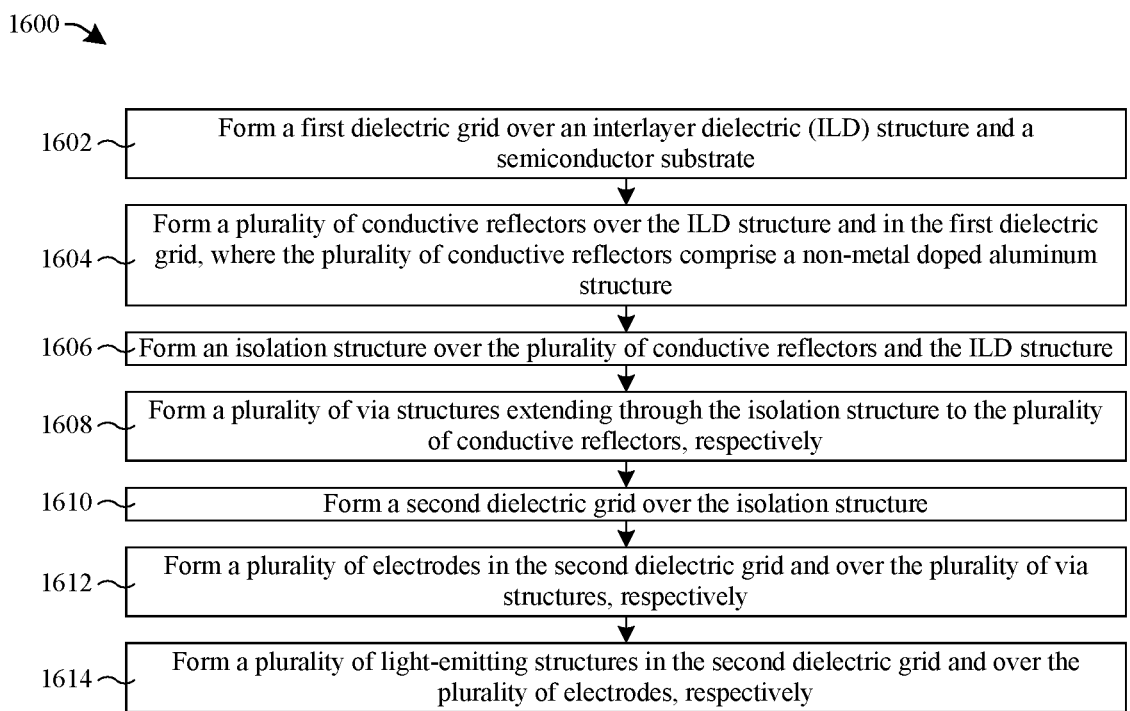 1600
1602
Form a first dielectric grid over an interlayer dielectric (ILD) structure and a
semiconductor substrate
1604
Form a plurality of conductive reflectors over the ILD structure and in the first dielectric
grid, where the plurality of conductive reflectors comprise a non-metal doped aluminum
structure
1606
Form an isolation structure over the plurality of conductive reflectors and the ILD structure
1608
Form a plurality of via structures extending through the isolation structure to the plurality
of conductive reflectors, respectively
1610
Form a second dielectric grid over the isolation structure
1612
Form a plurality of electrodes in the second dielectric grid and over the plurality of via
structures, respectively
1614
Form a plurality of light-emitting structures in the second dielectric grid and over the
plurality of electrodes, respectively